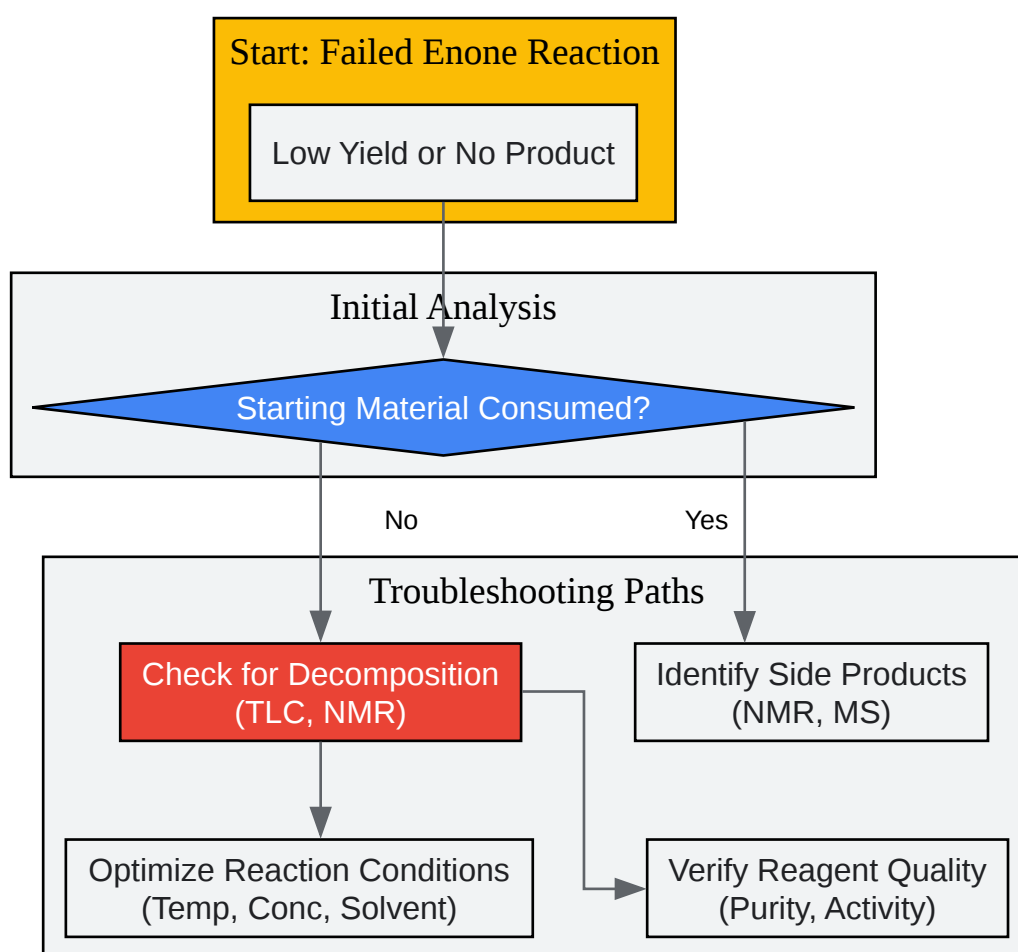 Start: Failed Enone Reaction
Low Yield or No Product
Initial Analysis
Starting Material Consumed?
No
Yes
Troubleshooting Paths
Check for Decomposition
(TLC, NMR)
Identify Side Products
(NMR, MS)
Optimize Reaction Conditions
(Temp, Conc, Solvent)
Verify Reagent Quality
(Purity, Activity)